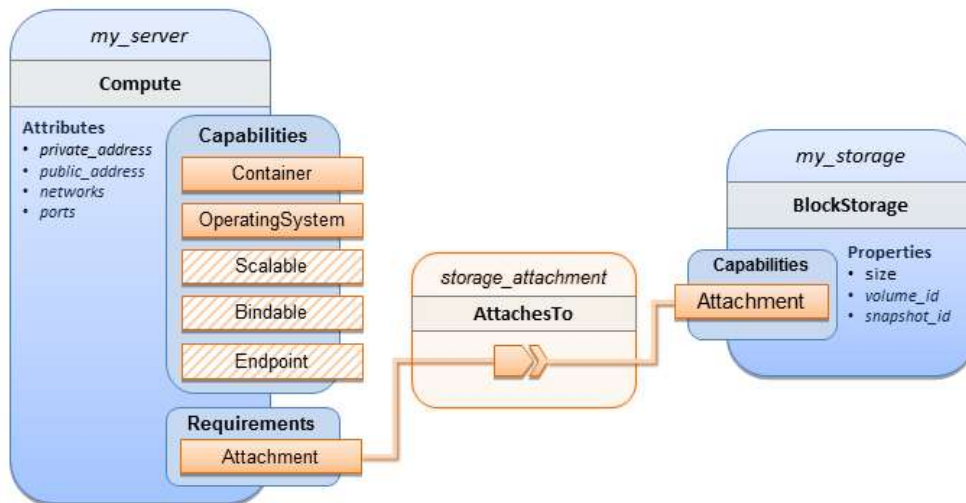 my_server
Compute
Attributes
• private_address
• public_address
• networks
• ports
Capabilities
Container
OperatingSystem
Scalable
Bindable
Endpoint
Requirements
Attachment
storage_attachment
AttachesTo
my_storage
BlockStorage
Capabilities
Attachment
Properties
• size
• volume_id
• snapshot_id